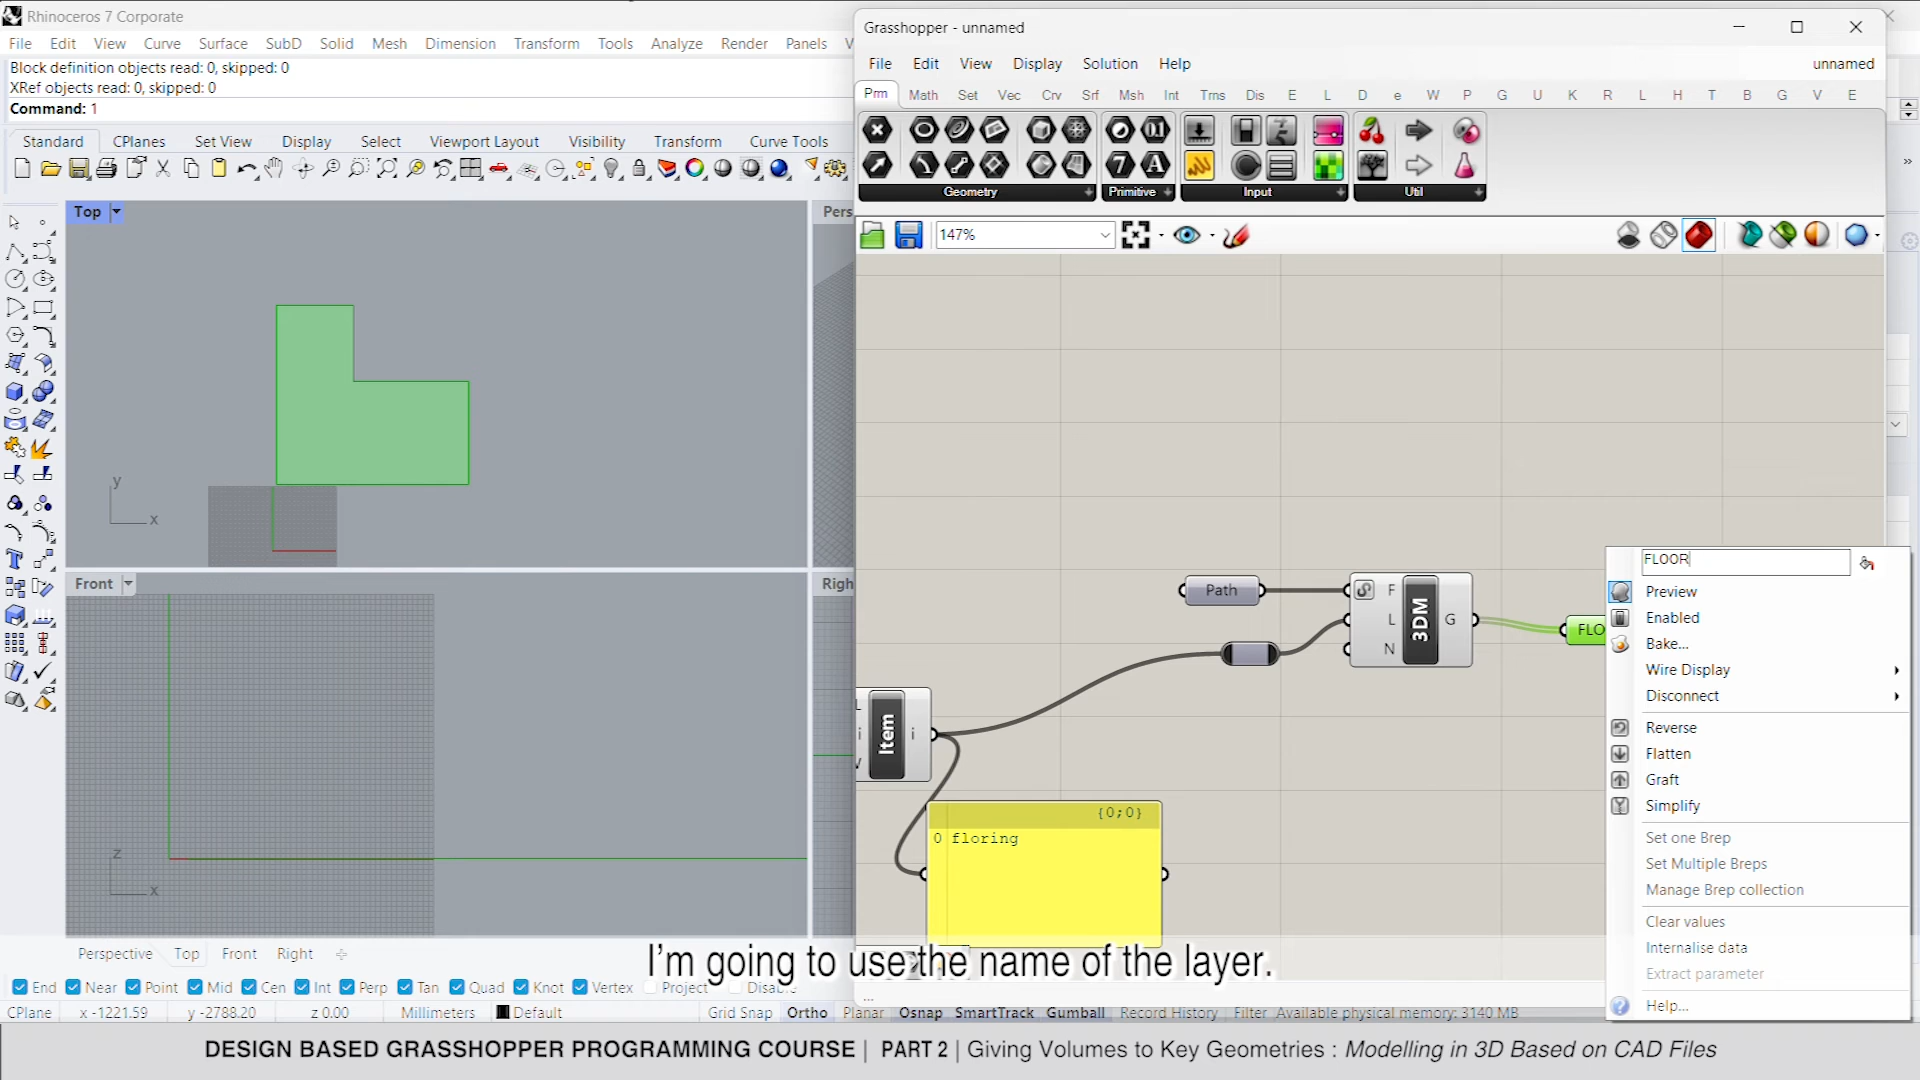 Rhinoceros 7 Corporate
File Edit View Curve Surface SubD Solid Mesh Dimension Transform Tools Analyze Render Panels V
Block definition objects read: 0, skipped: 0
XRef objects read: 0, skipped: 0
Command: 1
Standard CPlanes Set View Display Select Viewport Layout Visibility Transform Curve Tools
Top
Pers
y
x
Front
Righ
z
x
Perspective Top Front Right
End Near Point Mid Cen Int Perp Tan Quad Knot Vertex Project Disable
CPlane x -1221.59 y -2788.20 z 0.00 Millimeters Default Grid Snap Ortho Planar Osnap SmartTrack Gumball Record History Filter Available physical memory: 3140 MB
Grasshopper - unnamed
File Edit View Display Solution Help unnamed
Prm Math Set Vec Crv Srf Msh Int Trns Dis E L D e W P G U K R L H T B G V E
Geometry Primitive Input Util
147%
Path
F
L
N
3DM
G
FLO
L
i
Item
i
{0;0}
0 floring
...
FLOOR
Preview
Enabled
Bake...
Wire Display
Disconnect
Reverse
Flatten
Graft
Simplify
Set one Brep
Set Multiple Breps
Manage Brep collection
Clear values
Internalise data
Extract parameter
Help...
I'm going to use the name of the layer.
DESIGN BASED GRASSHOPPER PROGRAMMING COURSE | PART 2 | Giving Volumes to Key Geometries : Modelling in 3D Based on CAD Files